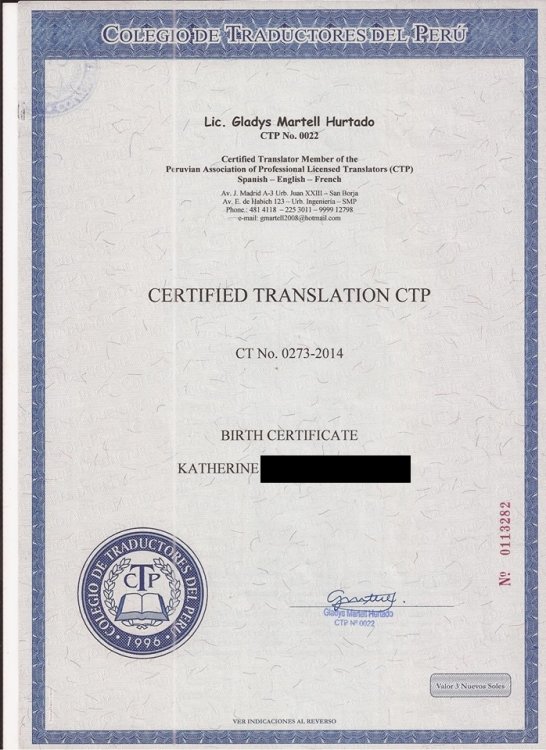 COLEGIO DE TRADUCTORES DEL PERÚ
Lic. Gladys Martell Hurtado
CTP No. 0022
Certified Translator Member of the
Peruvian Association of Professional Licensed Translators (CTP)
Spanish – English – French
Av. J. Madrid A-3 Urb. Juan XXIII – San Borja
Av. E. de Habich 123 – Urb. Ingeniería – SMP
Phone.: 481 4118 – 225 3011 – 9999 12798
e-mail: gmartell2008@hotmail.com
CERTIFIED TRANSLATION CTP
CT No. 0273-2014
BIRTH CERTIFICATE
KATHERINE
Nº 0113282
COLEGIO DE TRADUCTORES DEL PERÚ
CTP
· 1996 ·
Gladys Martell Hurtado
CTP Nº 0022
Valor 3 Nuevos Soles
VER INDICACIONES AL REVERSO